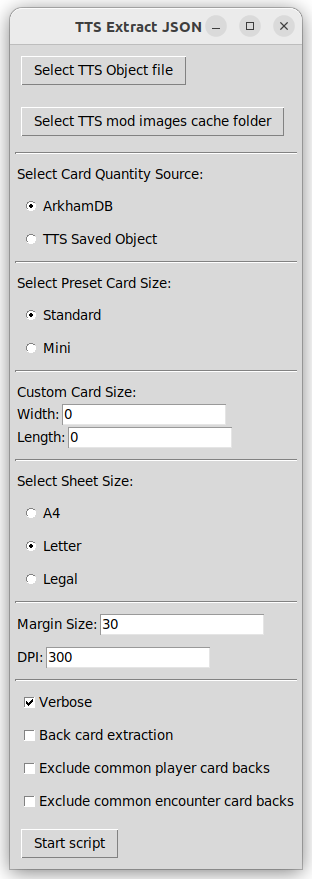 TTS Extract JSON
Select TTS Object file
Select TTS mod images cache folder
Select Card Quantity Source:
ArkhamDB
TTS Saved Object
Select Preset Card Size:
Standard
Mini
Custom Card Size:
Width: 0
Length: 0
Select Sheet Size:
A4
Letter
Legal
Margin Size: 30
DPI: 300
Verbose
Back card extraction
Exclude common player card backs
Exclude common encounter card backs
Start script